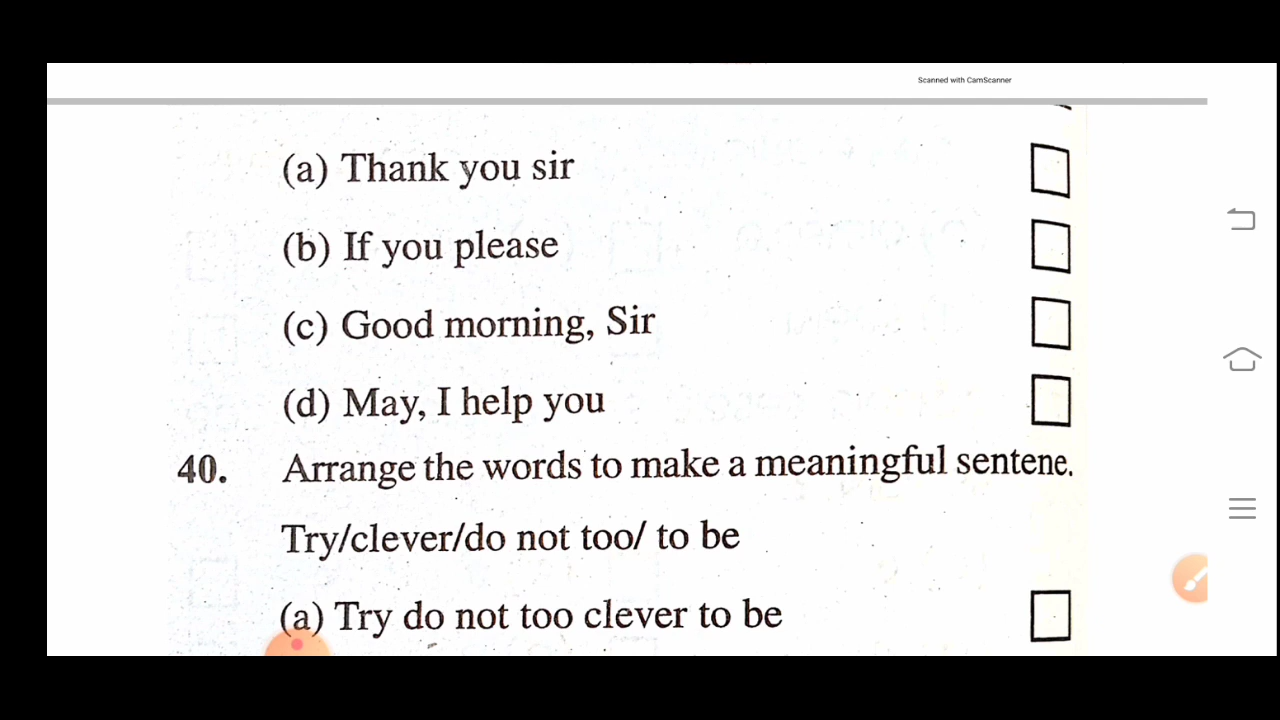 Scanned with CamScanner
(a) Thank you sir
(b) If you please
(c) Good morning, Sir
(d) May, I help you
40. Arrange the words to make a meaningful sentene.
Try/clever/do not too/ to be
(a) Try do not too clever to be